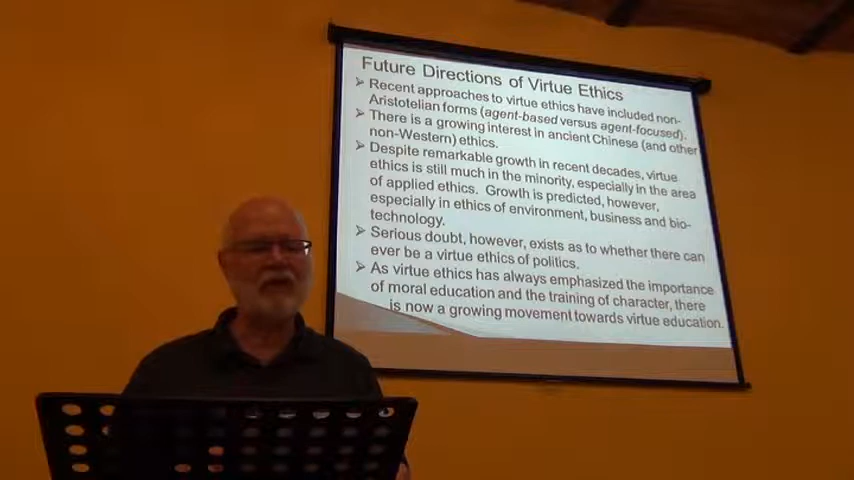 Future Directions of Virtue Ethics
➢ Recent approaches to virtue ethics have included non-
Aristotelian forms (agent-based versus agent-focused).
➢ There is a growing interest in ancient Chinese (and other
non-Western) ethics.
➢ Despite remarkable growth in recent decades, virtue
ethics is still much in the minority, especially in the area
of applied ethics. Growth is predicted, however,
especially in ethics of environment, business and bio-
technology.
➢ Serious doubt, however, exists as to whether there can
ever be a virtue ethics of politics.
➢ As virtue ethics has always emphasized the importance
of moral education and the training of character, there
is now a growing movement towards virtue education.